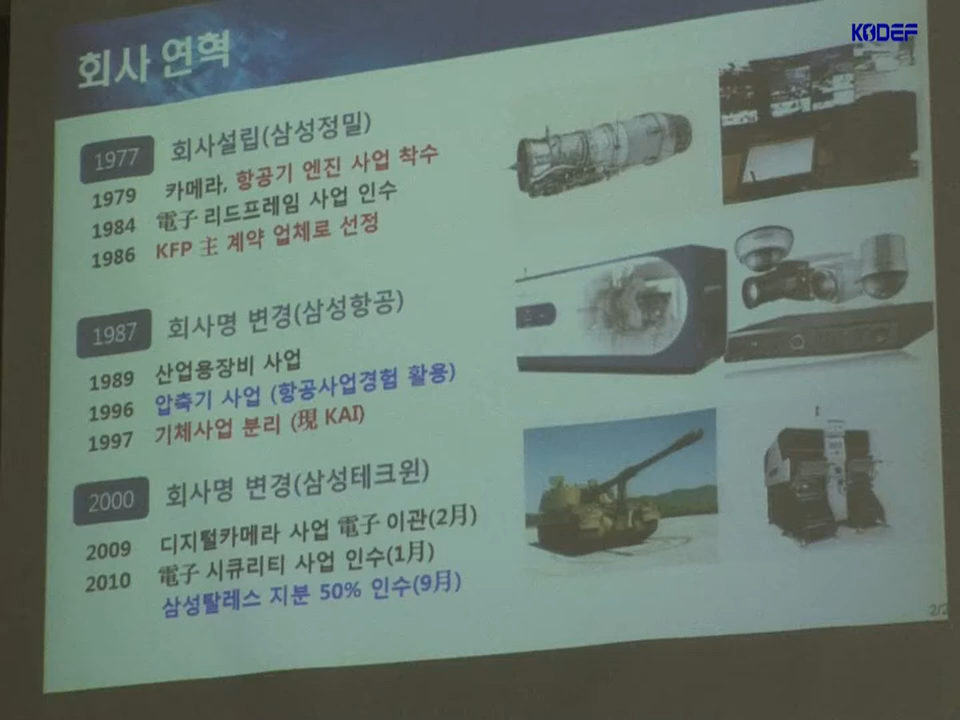 KODEF
회사 연혁
1977 회사설립(삼성정밀)
1979 카메라, 항공기 엔진 사업 착수
1984 電子 리드프레임 사업 인수
1986 KFP 主 계약 업체로 선정
1987 회사명 변경(삼성항공)
1989 산업용장비 사업
1996 압축기 사업 (항공사업경험 활용)
1997 기체사업 분리 (現 KAI)
2000 회사명 변경(삼성테크윈)
2009 디지털카메라 사업 電子 이관(2月)
2010 電子 시큐리티 사업 인수(1月)
삼성탈레스 지분 50% 인수(9月)